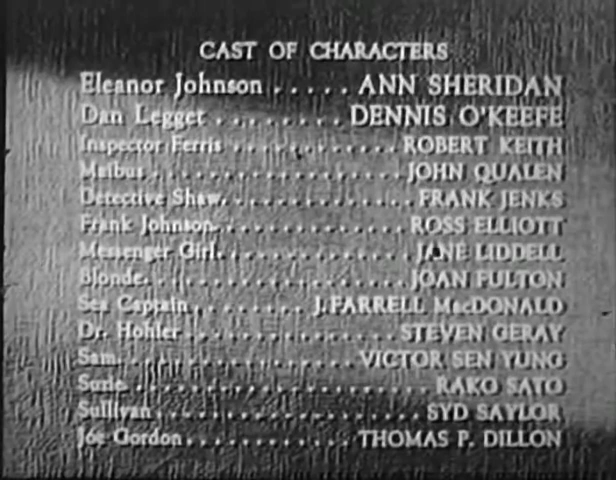 CAST OF CHARACTERS
Eleanor Johnson ..... ANN SHERIDAN
Dan Legget ........ DENNIS O'KEEFE
Inspector Ferris ............ ROBERT KEITH
Maibus ................... JOHN QUALEN
Detective Shaw ................ FRANK JENKS
Frank Johnson ............... ROSS ELLIOTT
Messenger Girl ............... JANE LIDDELL
Blonde .................... JOAN FULTON
Sea Captain ........ J. FARRELL MacDONALD
Dr. Hohler ................ STEVEN GERAY
Sam ................. VICTOR SEN YUNG
Suzie ...................... RAKO SATO
Sullivan ................... SYD SAYLOR
Joe Gordon ............ THOMAS P. DILLON